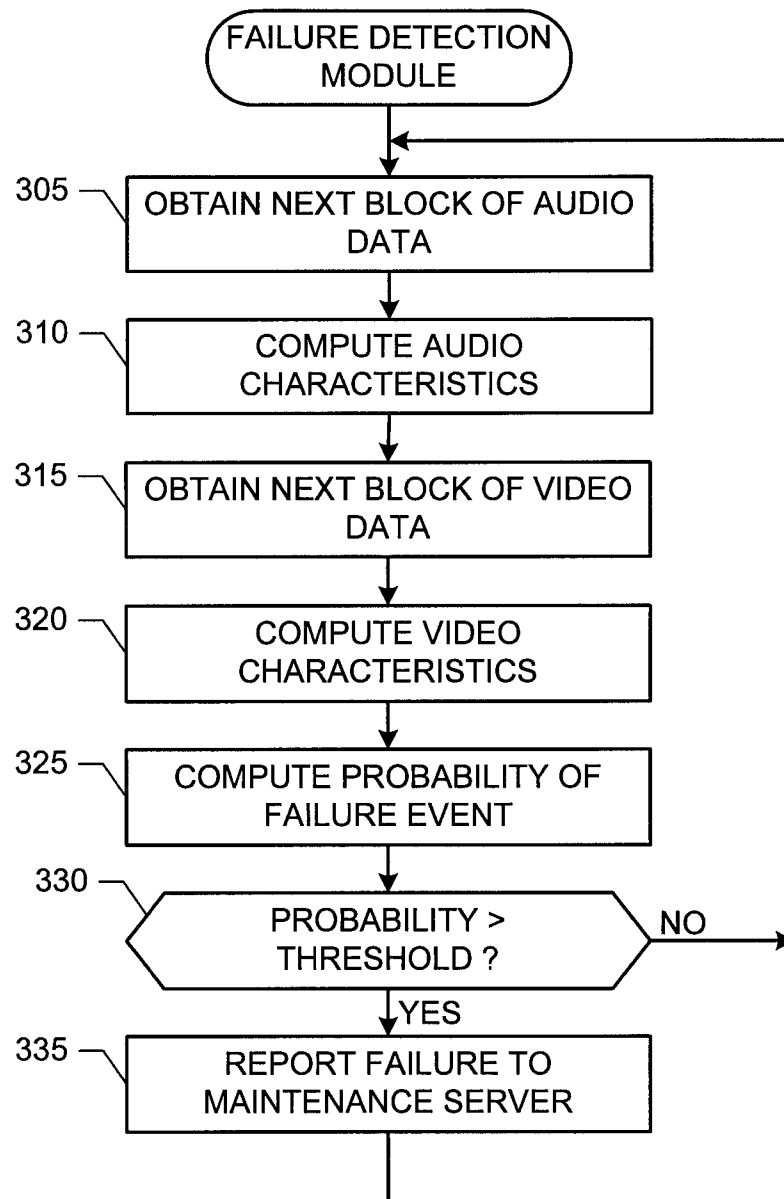 FAILURE DETECTION
MODULE
305
OBTAIN NEXT BLOCK OF AUDIO
DATA
310
COMPUTE AUDIO
CHARACTERISTICS
315
OBTAIN NEXT BLOCK OF VIDEO
DATA
320
COMPUTE VIDEO
CHARACTERISTICS
325
COMPUTE PROBABILITY OF
FAILURE EVENT
330
PROBABILITY >
THRESHOLD ?
NO
YES
335
REPORT FAILURE TO
MAINTENANCE SERVER